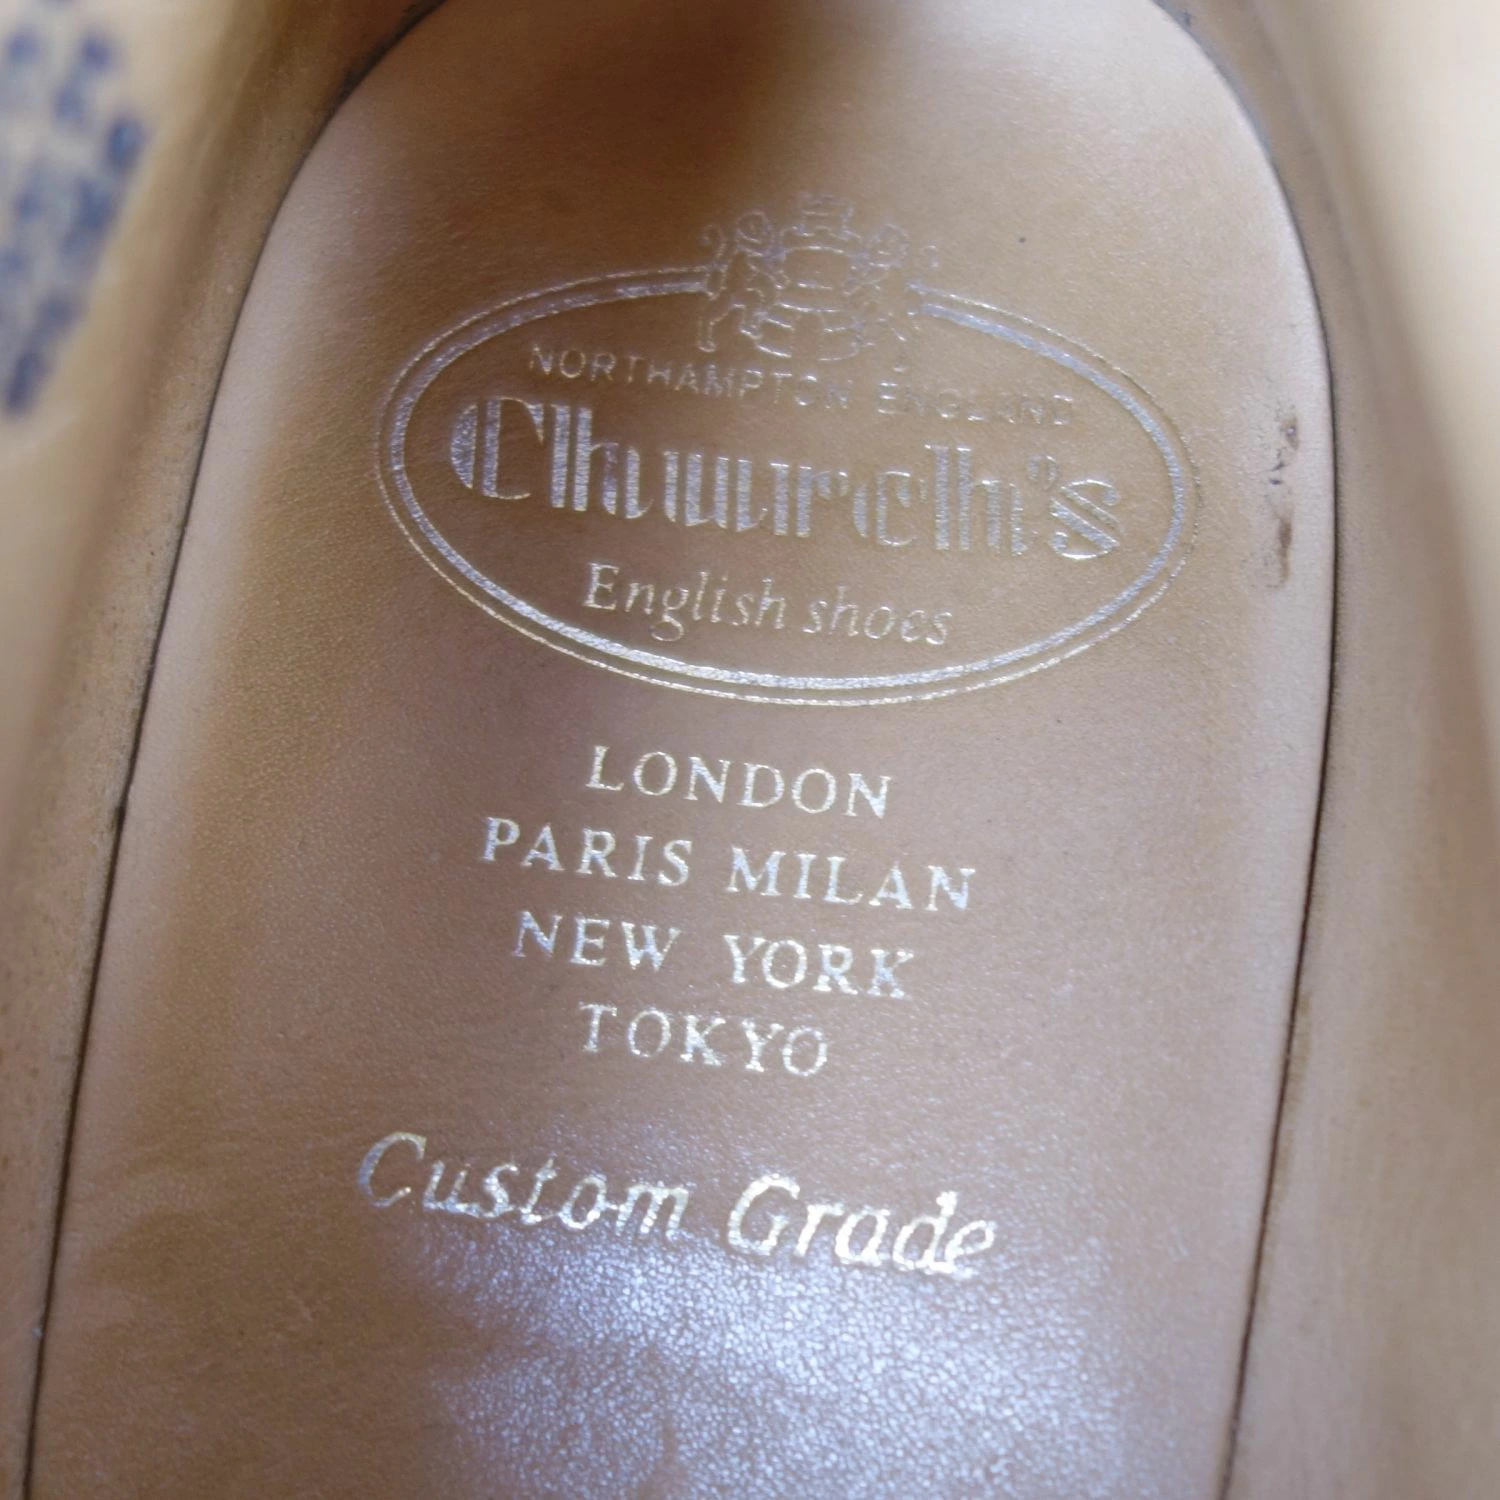 NORTHAMPTON ENGLAND
Church's
English shoes
LONDON
PARIS MILAN
NEW YORK
TOKYO
Custom Grade